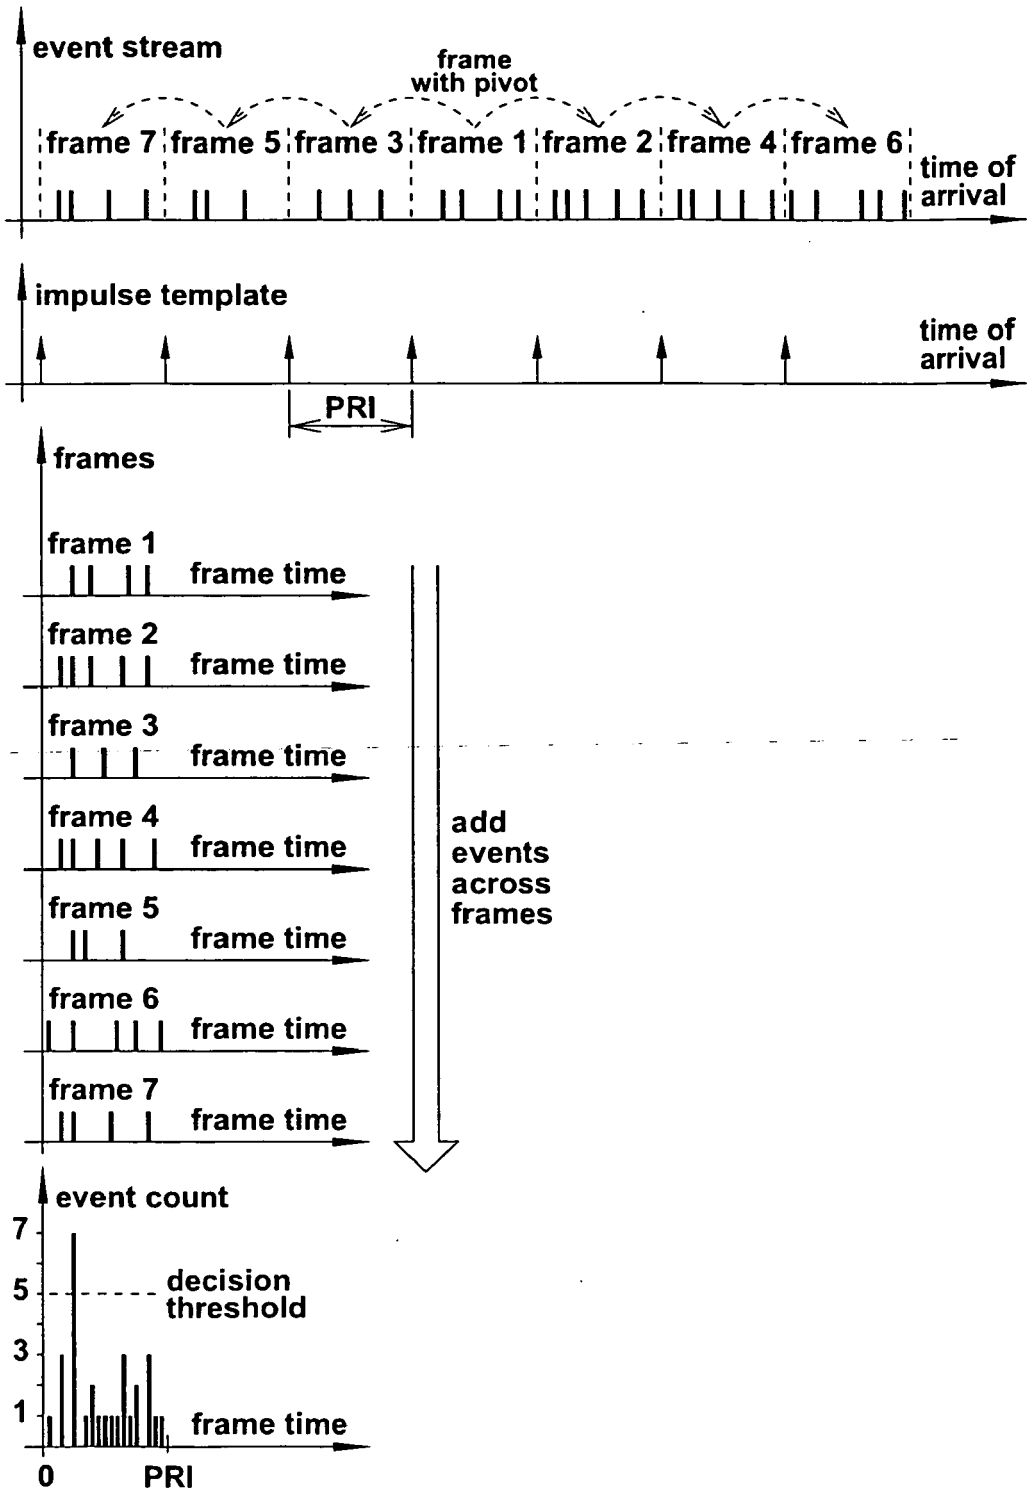 event stream
frame
with pivot
frame 7 frame 5 frame 3 frame 1 frame 2 frame 4 frame 6
time of
arrival
impulse template
time of
arrival
PRI
frames
frame 1
frame time
frame 2
frame time
frame 3
frame time
frame 4
frame time
add
events
across
frames
frame 5
frame time
frame 6
frame time
frame 7
frame time
event count
7
5
decision
threshold
3
1
frame time
0 PRI